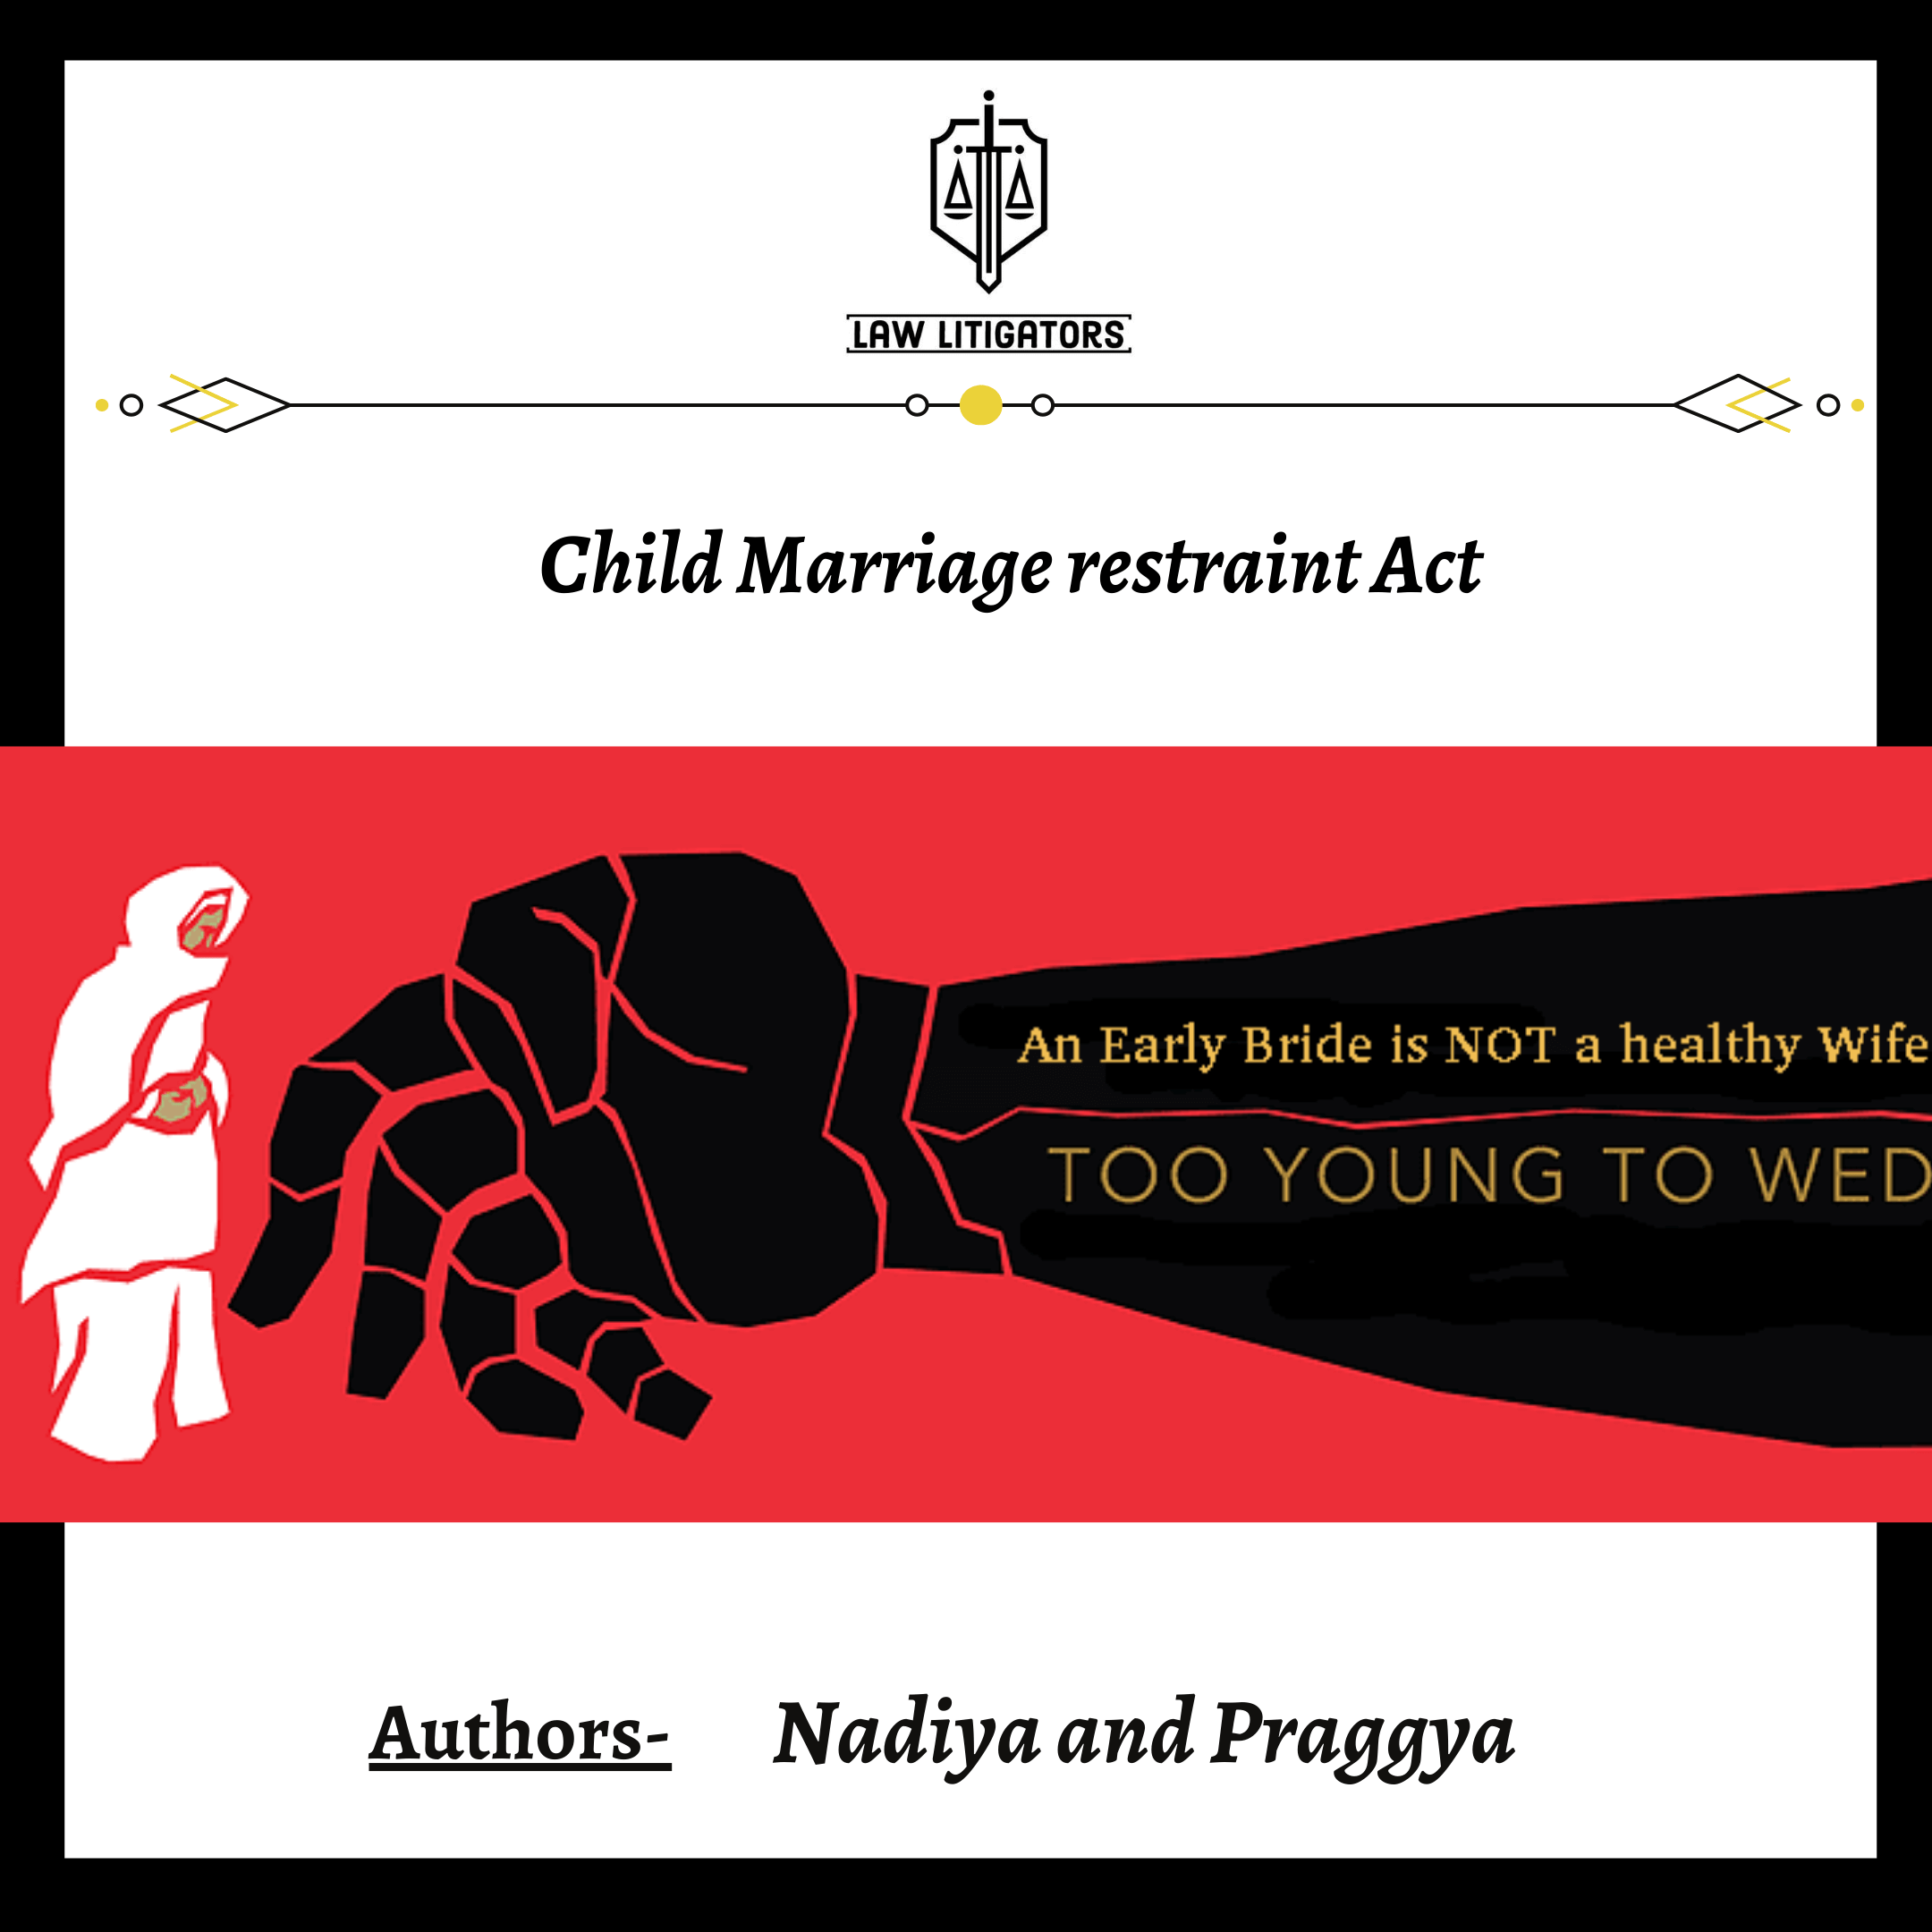 LAW LITIGATORS
Child Marriage restraint Act
An Early Bride is NOT a healthy Wife
TOO YOUNG TO WED
Authors- Nadiya and Praggya